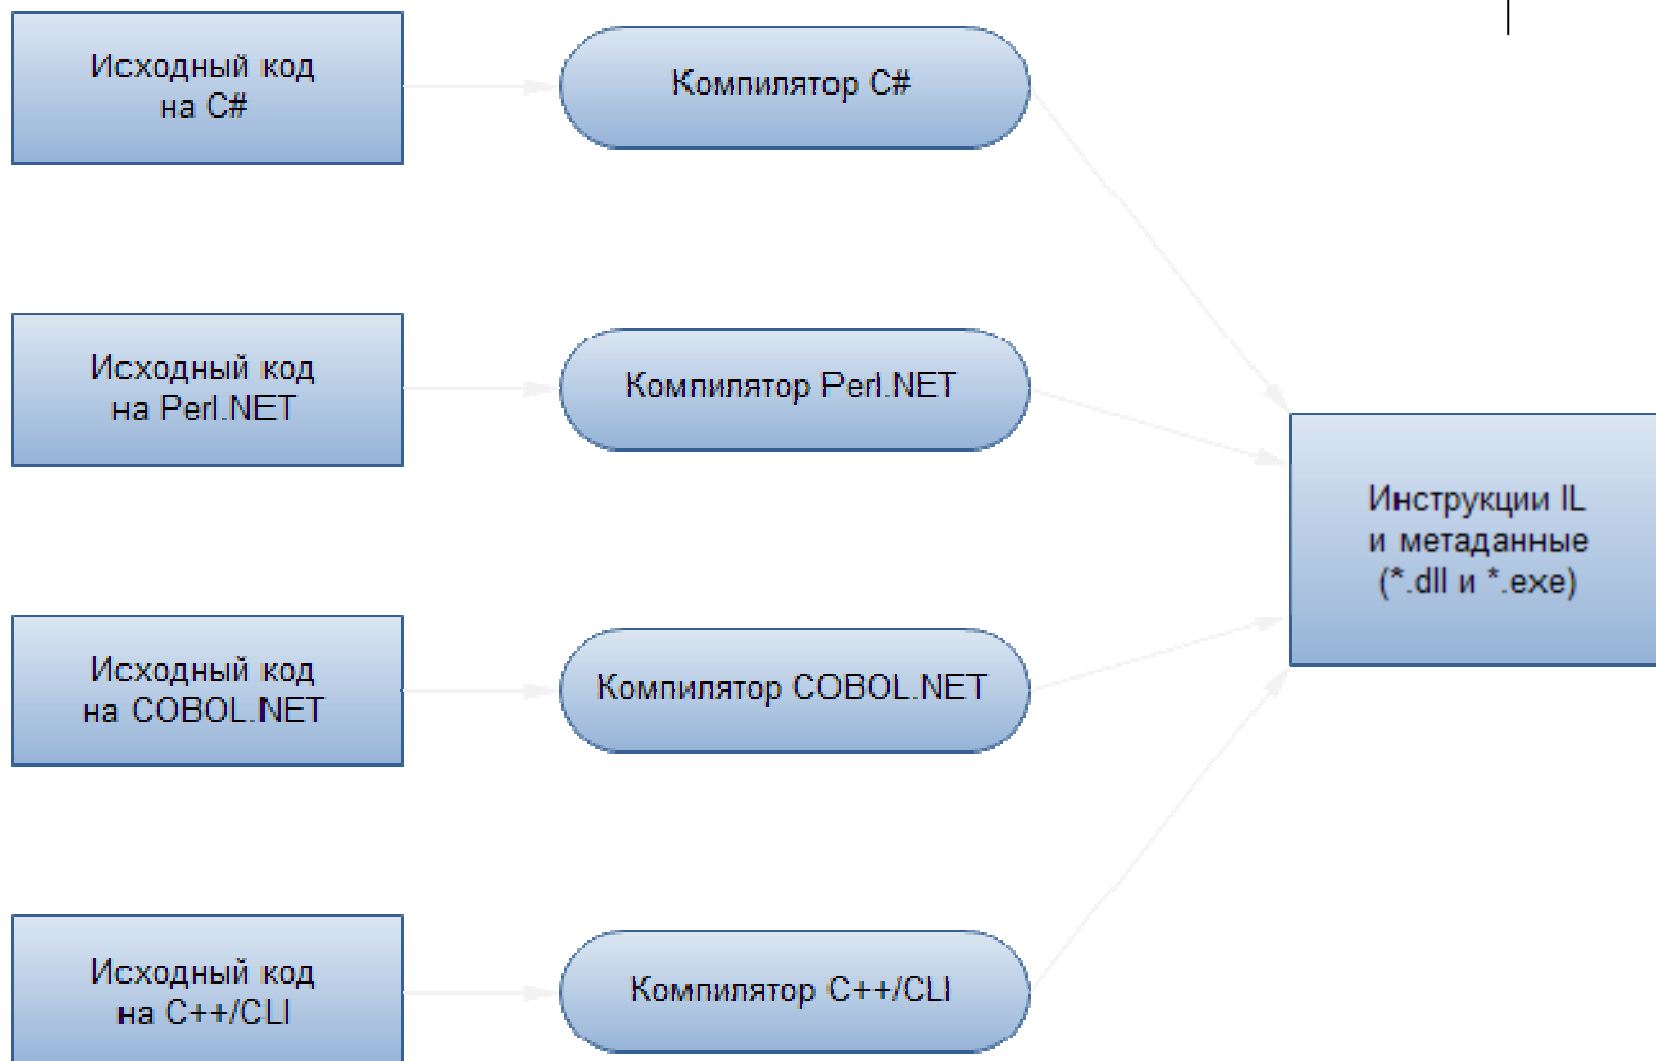 Исходный код
на C#
Компилятор C#
Исходный код
на Perl.NET
Компилятор Perl.NET
Инструкции IL
и метаданные
(*.dll и *.exe)
Исходный код
на COBOL.NET
Компилятор COBOL.NET
Исходный код
на C++/CLI
Компилятор C++/CLI